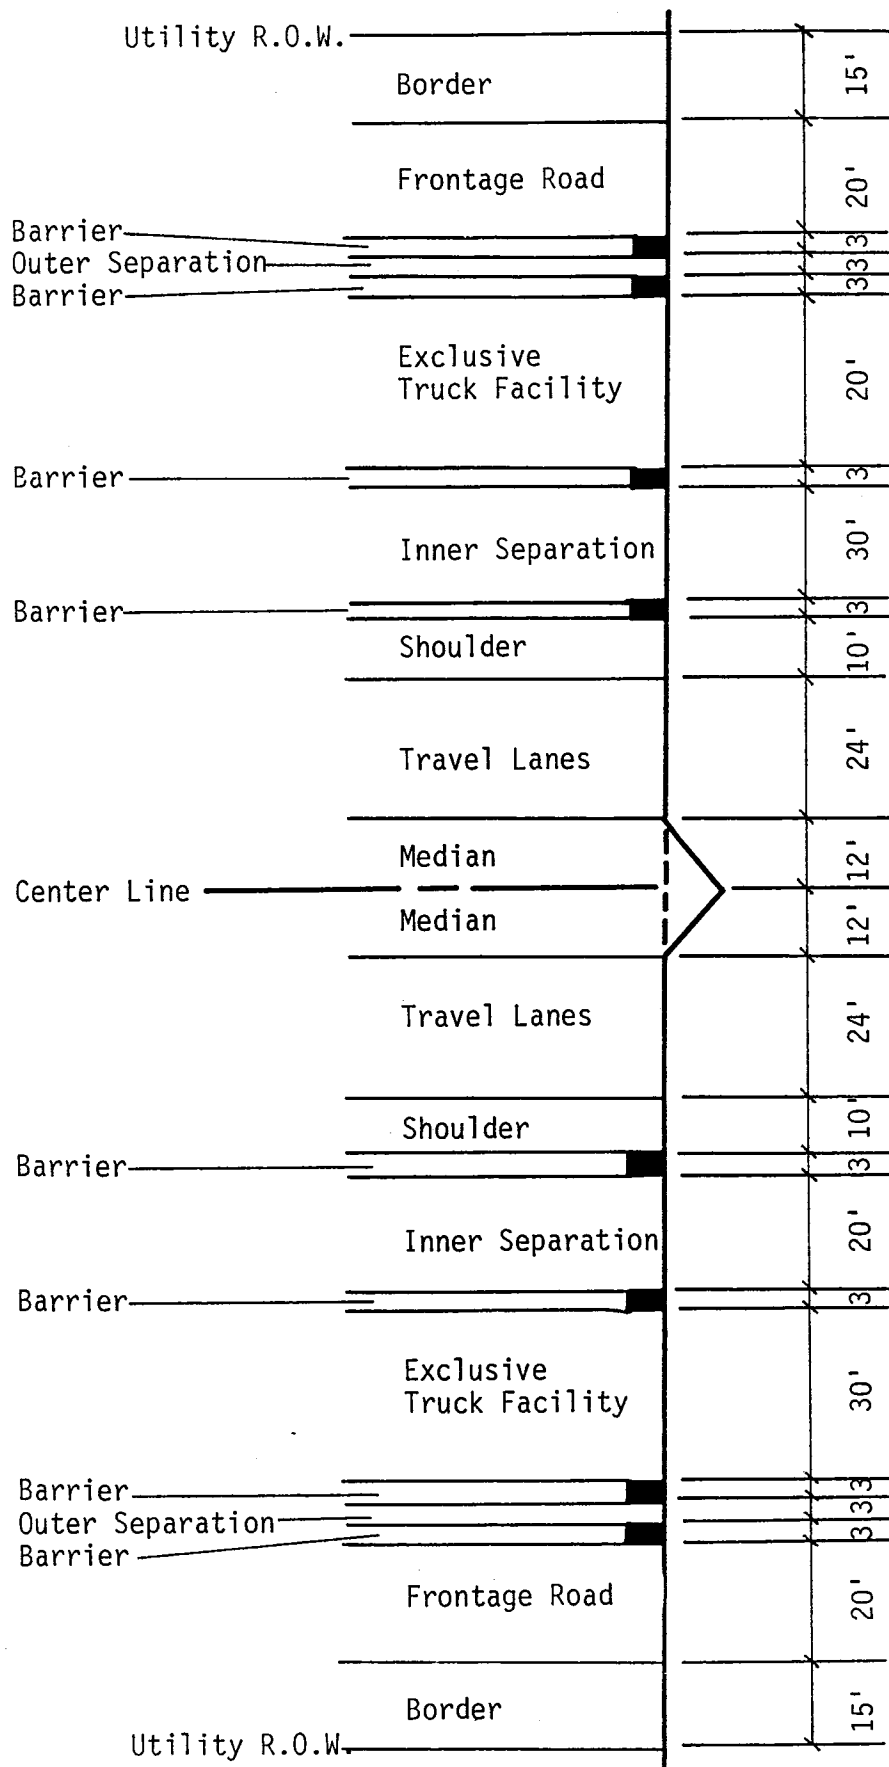 Utility R.O.W.
15'
Border
Frontage Road
20'
Barrier
3
Outer Separation
3
Barrier
3
Exclusive
Truck Facility
20'
Barrier
3
Inner Separation
30'
Barrier
3
Shoulder
10'
Travel Lanes
24'
Median
12'
Center Line
Median
12'
Travel Lanes
24'
Shoulder
10'
Barrier
3
Inner Separation
20'
Barrier
3
Exclusive
Truck Facility
30'
Barrier
3
Outer Separation
3
Barrier
3
Frontage Road
20'
Border
15'
Utility R.O.W.